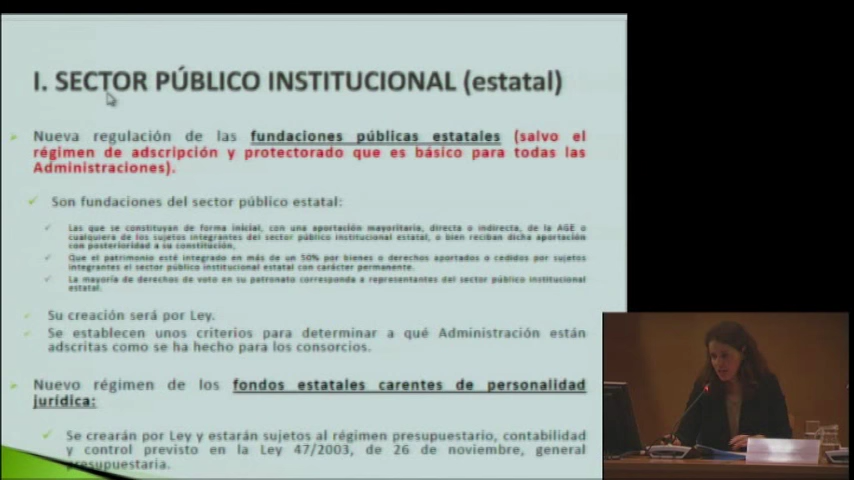 I. SECTOR PÚBLICO INSTITUCIONAL (estatal)
Nueva regulación de las fundaciones públicas estatales (salvo el
régimen de adscripción y protectorado que es básico para todas las
Administraciones).
Son fundaciones del sector público estatal:
Las que se constituyan de forma inicial, con una aportación mayoritaria, directa o indirecta, de la AGE o
cualquiera de los sujetos integrantes del sector público institucional estatal, o bien reciban dicha aportación
con posterioridad a su constitución.
Que el patrimonio esté integrado en más de un 50% por bienes o derechos aportados o cedidos por sujetos
integrantes el sector público institucional estatal con carácter permanente.
La mayoría de derechos de voto en su patronato corresponda a representantes del sector público institucional
estatal.
Su creación será por Ley.
Se establecen unos criterios para determinar a qué Administración están
adscritas como se ha hecho para los consorcios.
Nuevo régimen de los fondos estatales carentes de personalidad
jurídica:
Se crearán por Ley y estarán sujetos al régimen presupuestario, contabilidad
y control previsto en la Ley 47/2003, de 26 de noviembre, general
presupuestaria.